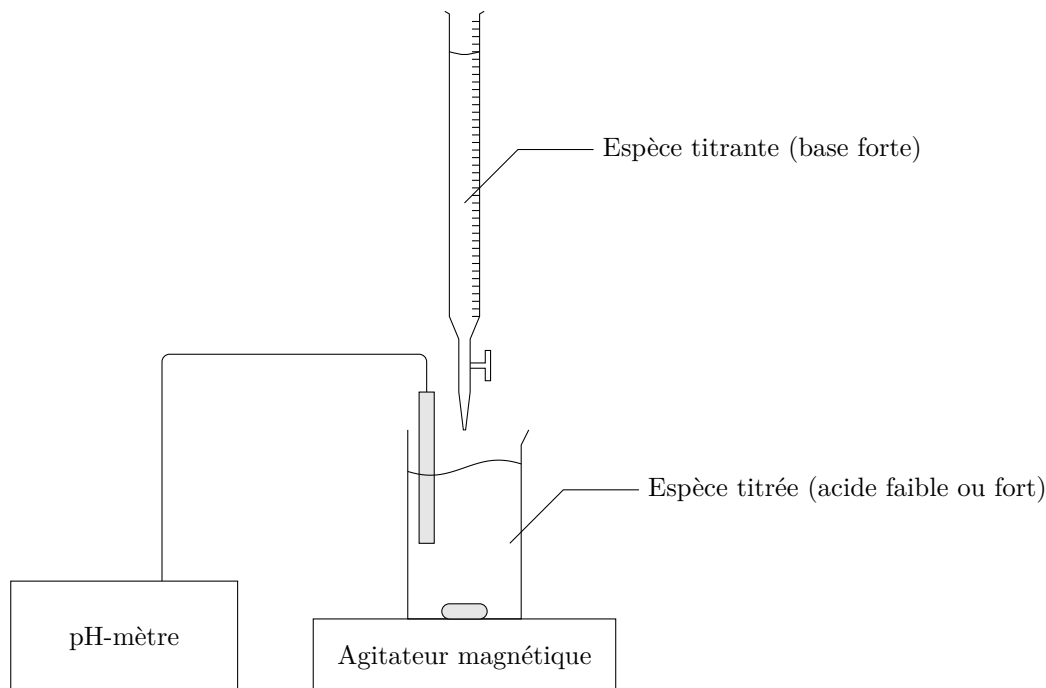 Espèce titrante (base forte)
Espèce titrée (acide faible ou fort)
pH-mètre
Agitateur magnétique